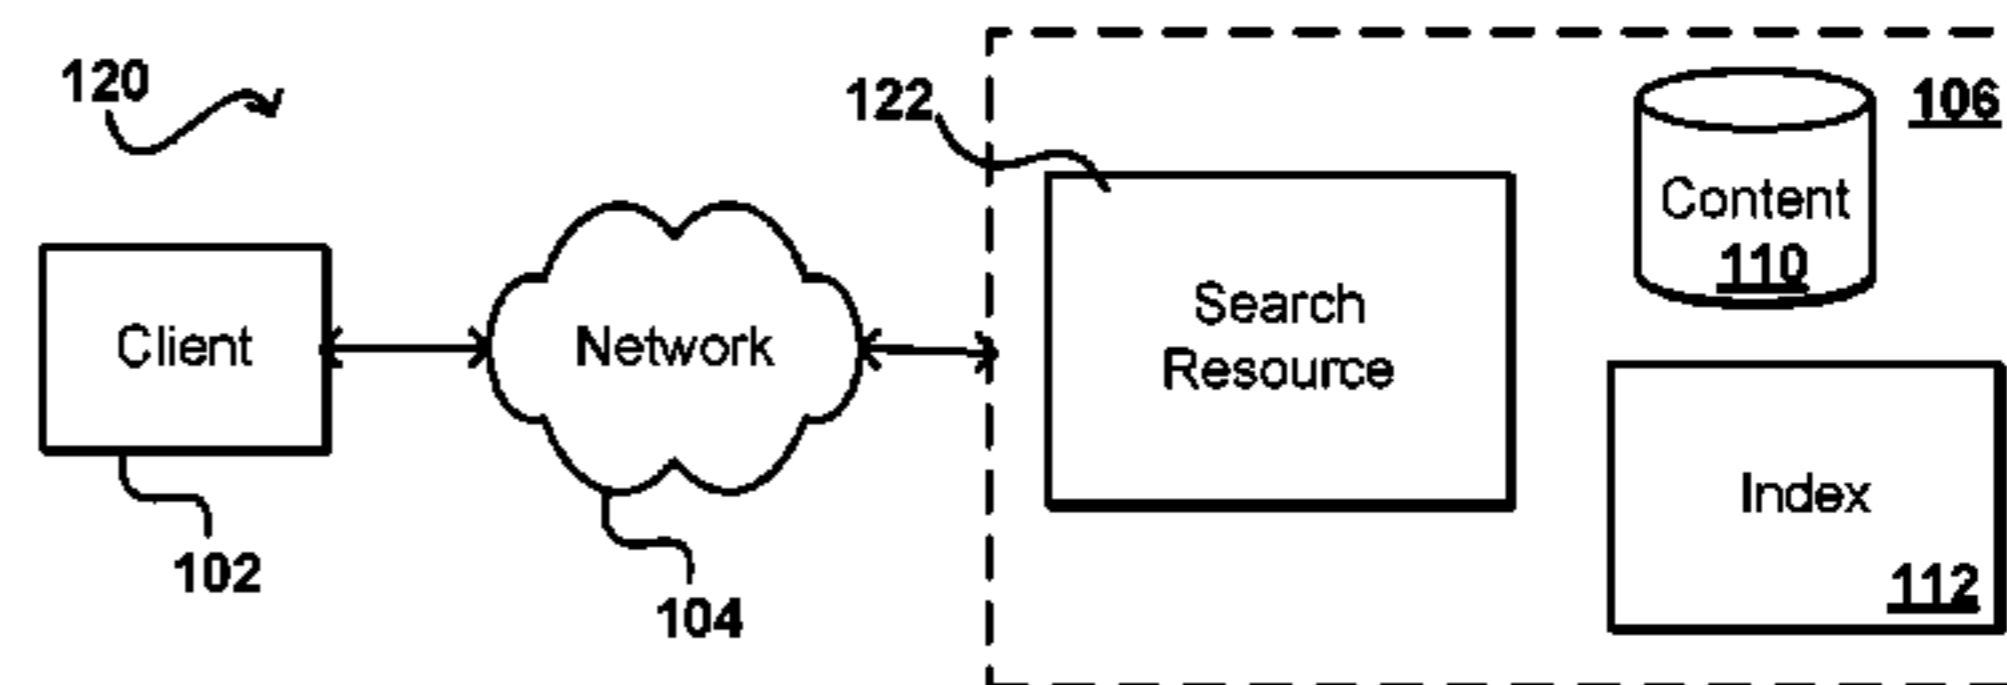 120
122
106
Content
110
Client
Network
Search
Resource
Index
112
102
104